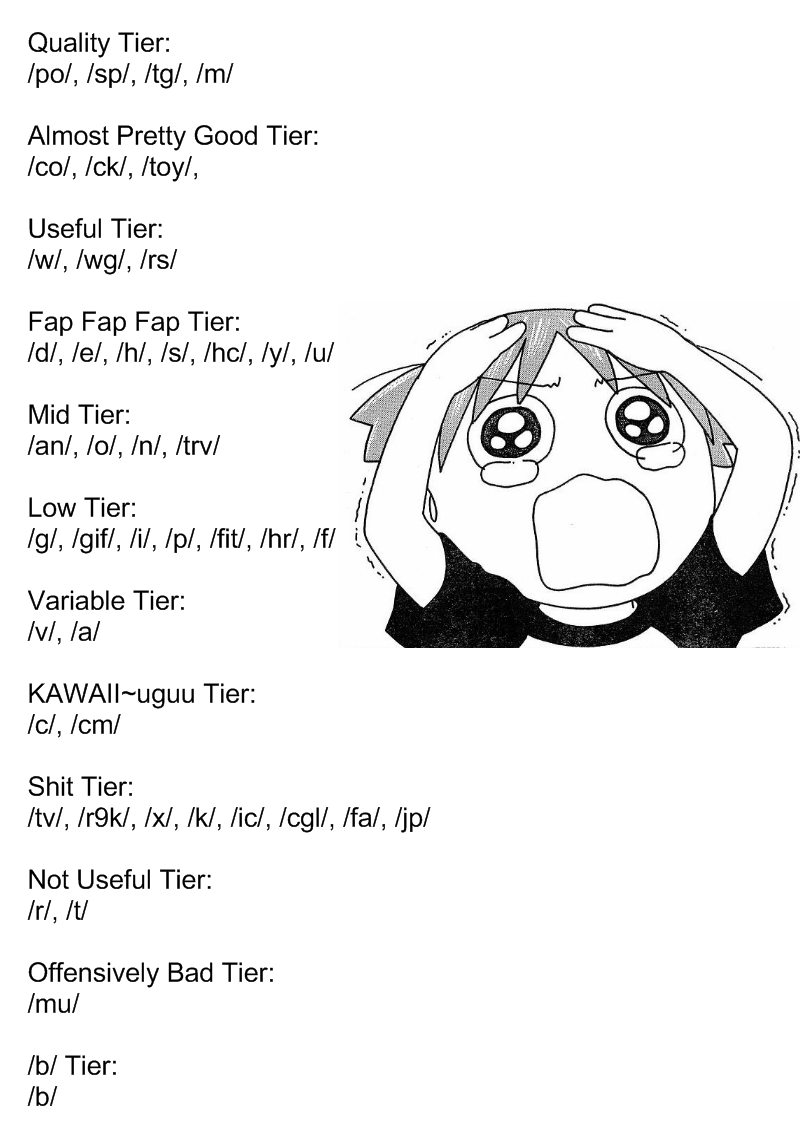 Quality Tier:
/po/, /sp/, /tg/, /m/
Almost Pretty Good Tier:
/co/, /ck/, /toy/,
Useful Tier:
/w/, /wg/, /rs/
Fap Fap Fap Tier:
/d/, /e/, /h/, /s/, /hc/, /y/, /u/
Mid Tier:
/an/, /o/, /n/, /trv/
Low Tier:
/g/, /gif/, /i/, /p/, /fit/, /hr/, /f/
Variable Tier:
/v/, /a/
KAWAII~uguu Tier:
/c/, /cm/
Shit Tier:
/tv/, /r9k/, /x/, /k/, /ic/, /cgl/, /fa/, /jp/
Not Useful Tier:
/r/, /t/
Offensively Bad Tier:
/mu/
/b/ Tier:
/b/